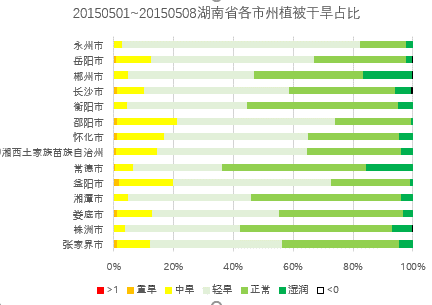 20150501~20150508湖南省各市州植被干旱占比
永州市
岳阳市
郴州市
长沙市
衡阳市
邵阳市
怀化市
湘西土家族苗族自治州
常德市
益阳市
湘潭市
娄底市
株洲市
张家界市
0% 20% 40% 60% 80% 100%
>1 重旱 中旱 轻旱 正常 湿润 <0